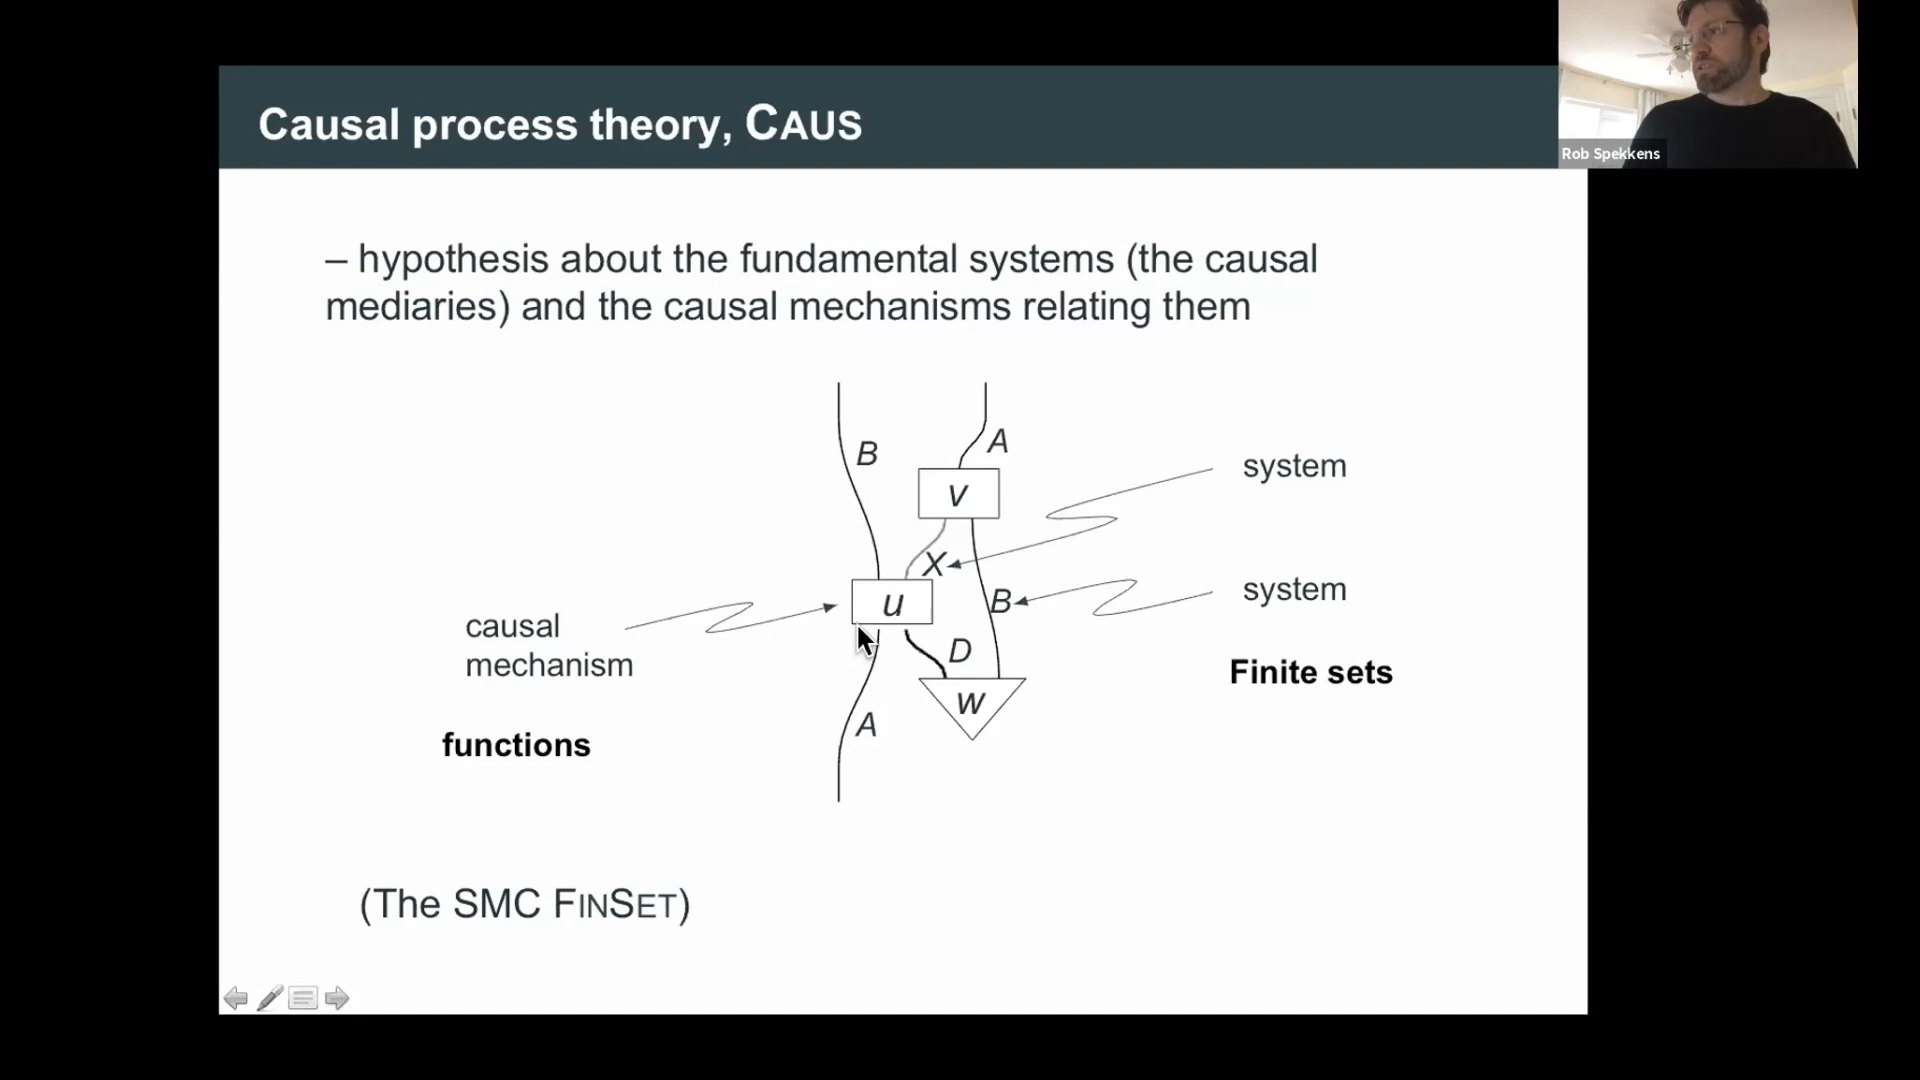 Causal process theory, CAUS
Rob Spekkens
– hypothesis about the fundamental systems (the causal
mediaries) and the causal mechanisms relating them
B
A
system
v
X
system
B
u
causal
mechanism
D
Finite sets
w
A
functions
(The SMC FINSET)